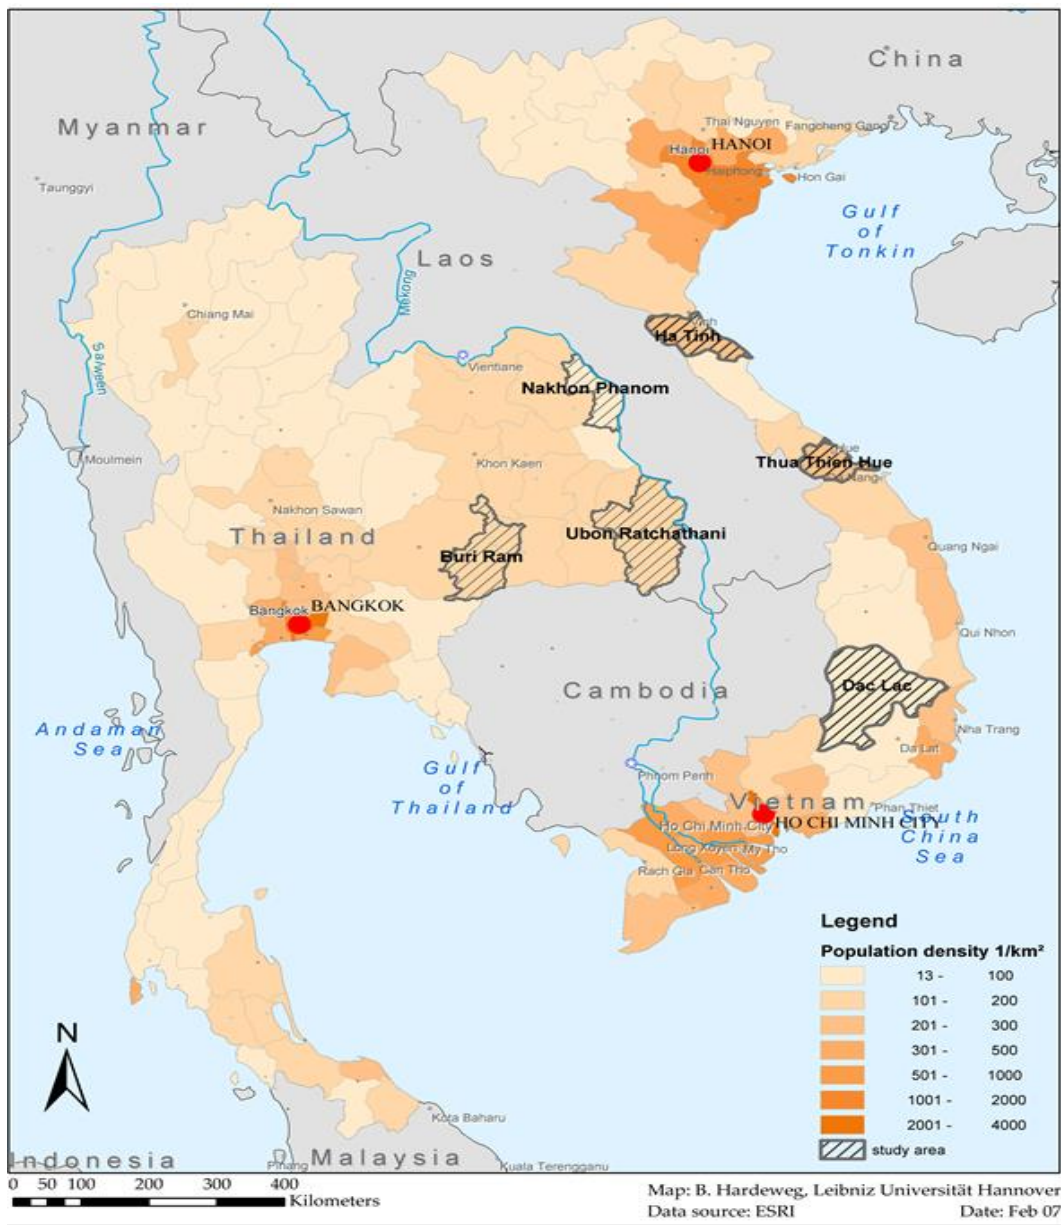 China
Myanmar
Thai Nguyen
Fangcheng Gang
Hanoi
HANOI
Haiphong
Hon Gai
Taunggyi
Gulf
of
Tonkin
Laos
Mekong
Chiang Mai
Salween
Vinh
Ha Tinh
Vientiane
Nakhon Phanom
Moulmein
Khon Kaen
Hue
Thua Thien Hue
Nang
Nakhon Sawan
Thailand
Ubon Ratchathani
Buri Ram
Quang Ngai
Bangkok
BANGKOK
Qui Nhon
Cambodia
Dac Lac
Andaman
Sea
Nha Trang
Da Lat
Gulf
of
Thailand
Phnom Penh
Vietnam
Phan Thiet
Ho Chi Minh City
HO CHI MINH CITY
South
China
Sea
Long Xuyen
My Tho
Rach Gia
Can Tho
Legend
Population density 1/km²
13 - 100
101 - 200
201 - 300
301 - 500
501 - 1000
1001 - 2000
2001 - 4000
study area
N
Kota Baharu
Indonesia
Pinang
Malaysia
Kuala Terengganu
0 50 100 200 300 400
Kilometers
Map: B. Hardeweg, Leibniz Universität Hannover
Data source: ESRI
Date: Feb 07